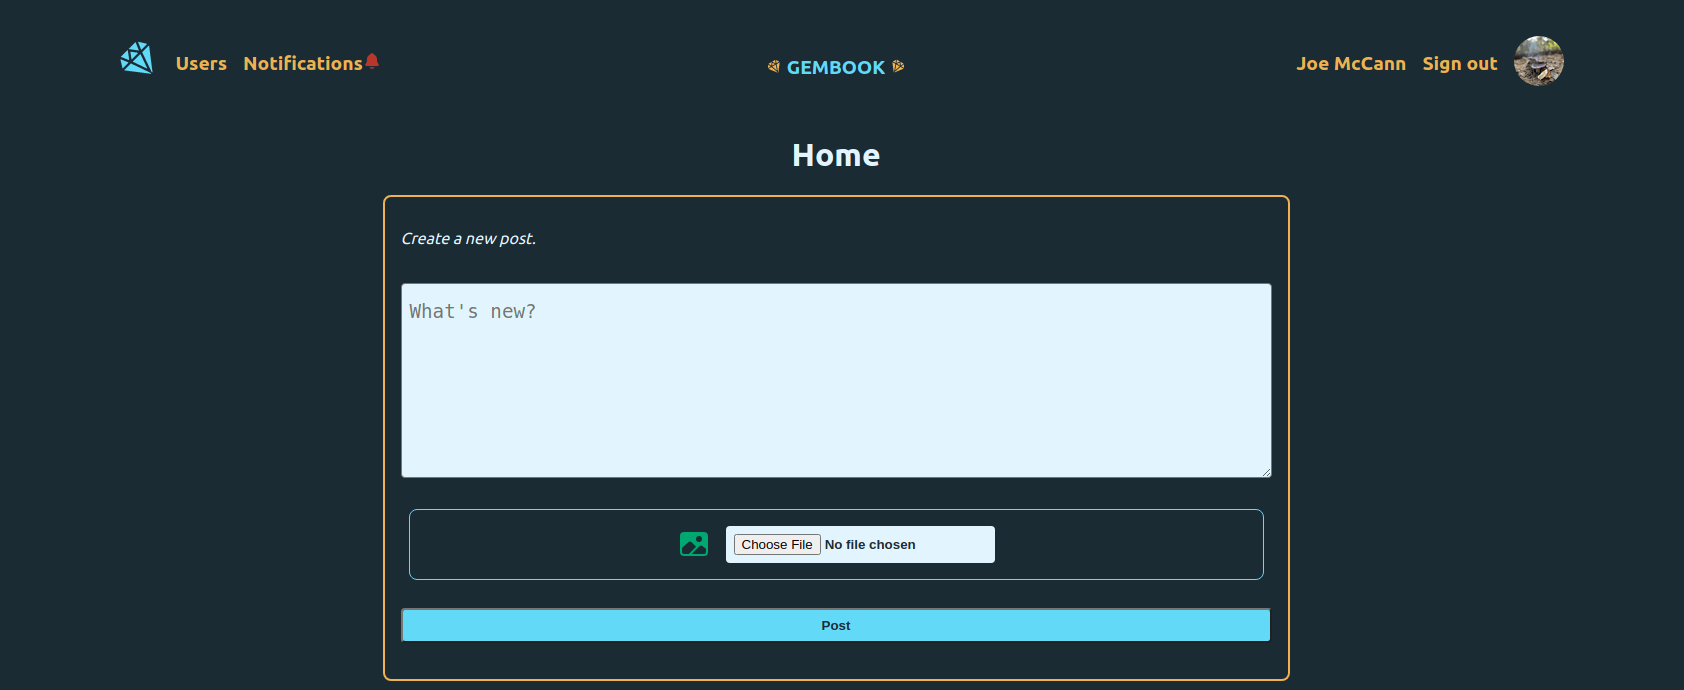 Users Notifications
GEMBOOK
Joe McCann Sign out
Home
Create a new post.
What's new?
Choose File No file chosen
Post